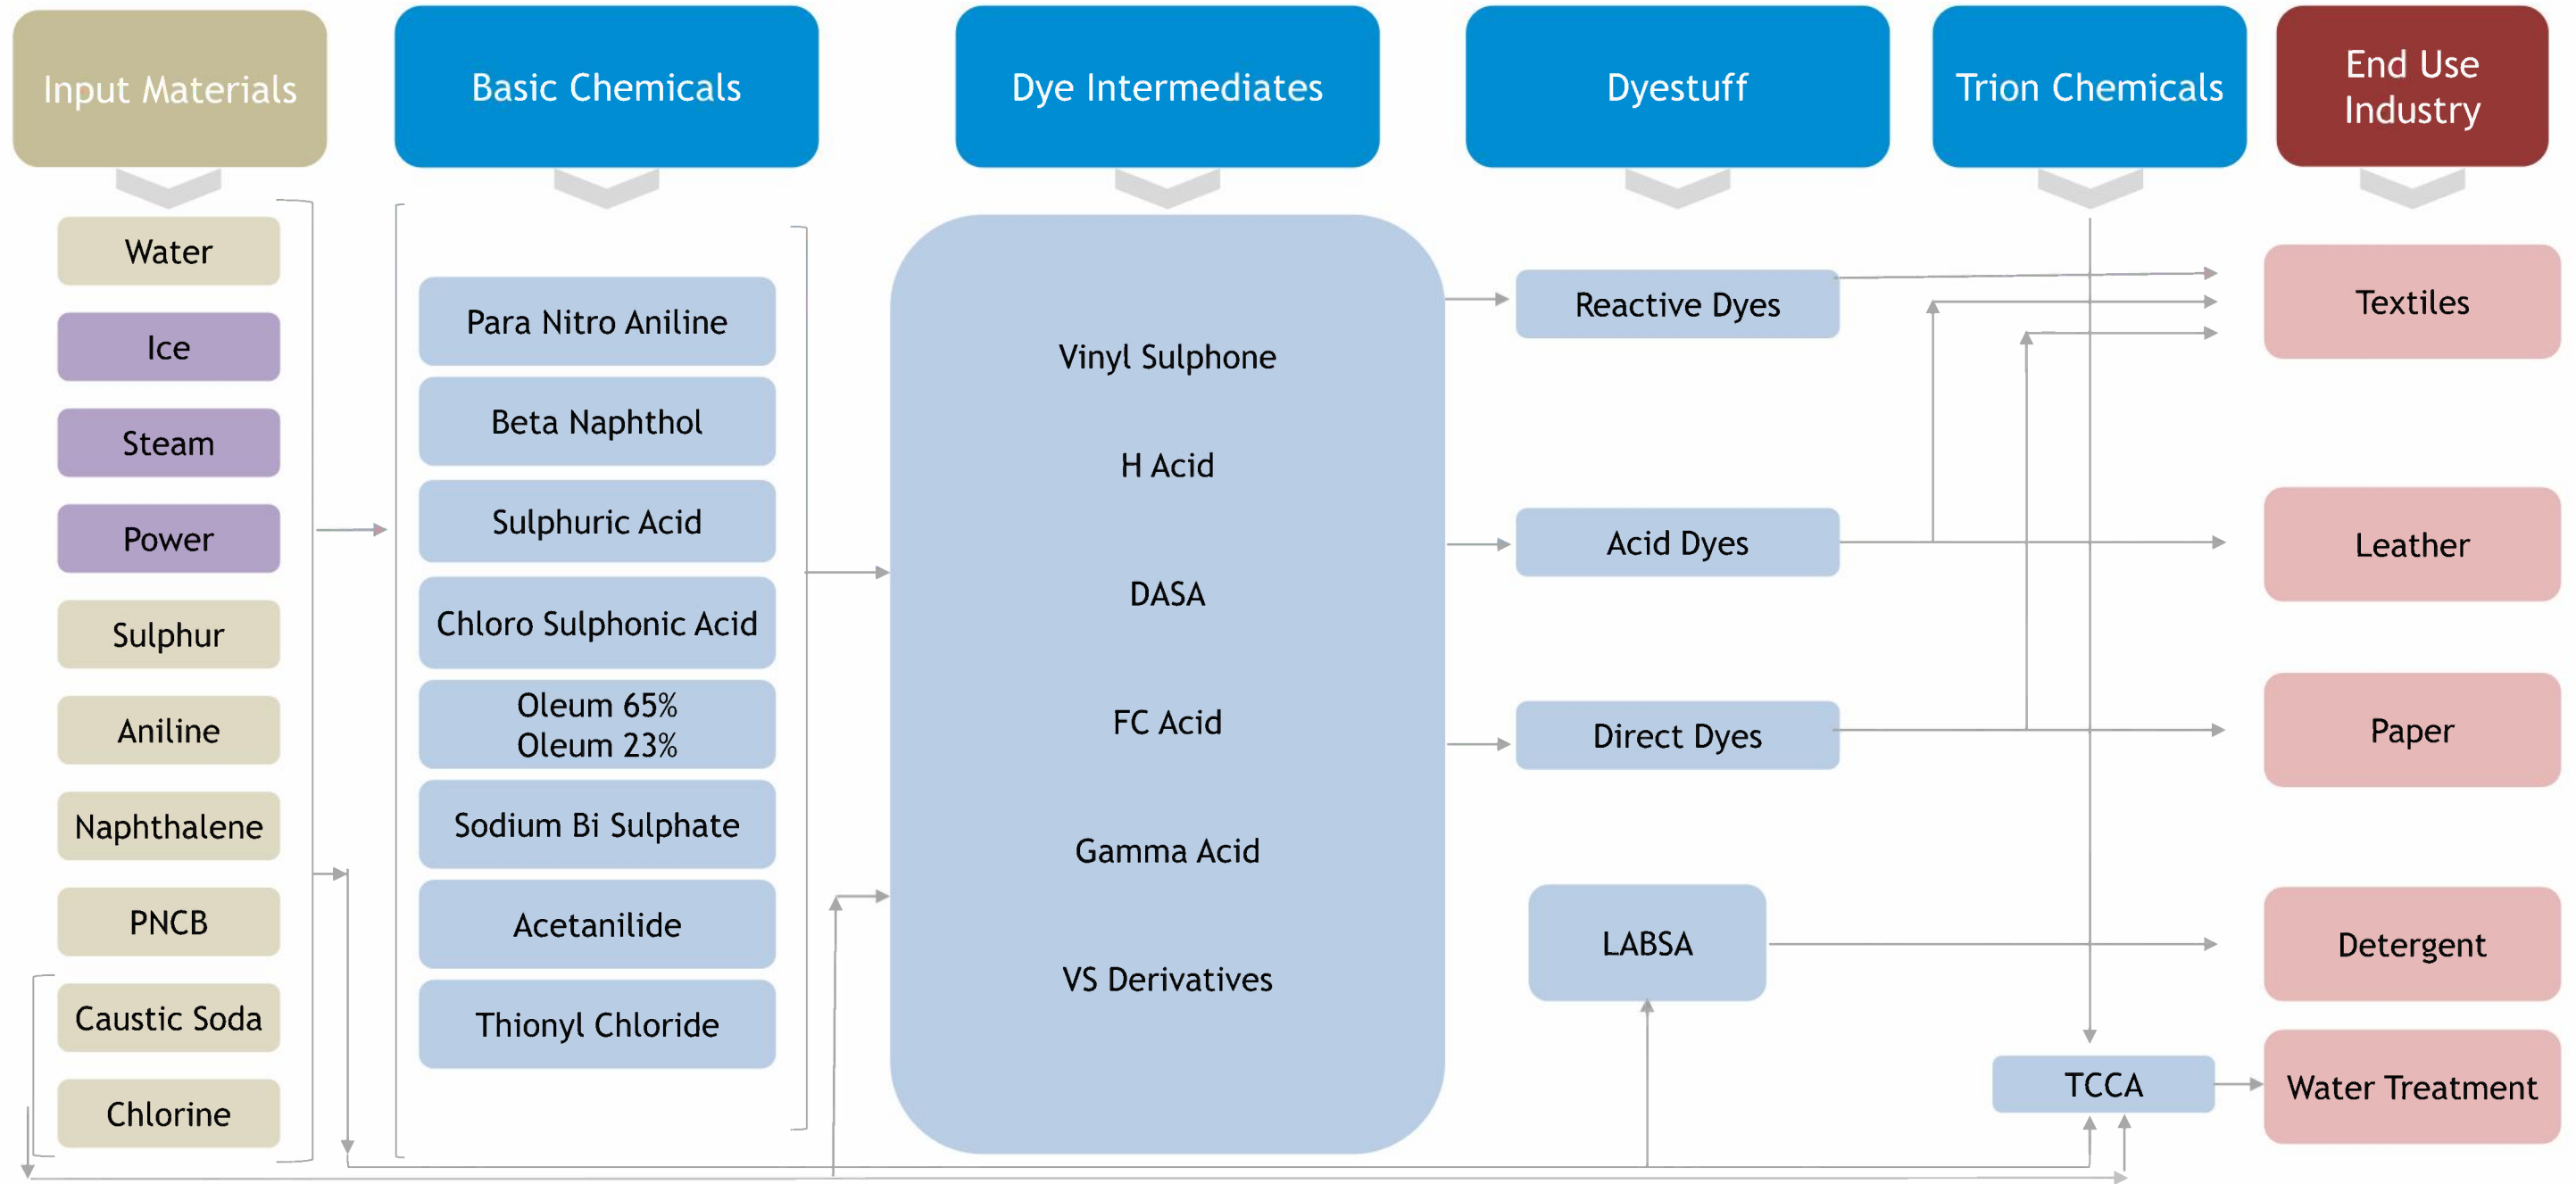 Input Materials
Basic Chemicals
Dye Intermediates
Dyestuff
Trion Chemicals
End Use
Industry
Water
Ice
Steam
Power
Sulphur
Aniline
Naphthalene
PNCB
Caustic Soda
Chlorine
Para Nitro Aniline
Beta Naphthol
Sulphuric Acid
Chloro Sulphonic Acid
Oleum 65%
Oleum 23%
Sodium Bi Sulphate
Acetanilide
Thionyl Chloride
Vinyl Sulphone
H Acid
DASA
FC Acid
Gamma Acid
VS Derivatives
Reactive Dyes
Acid Dyes
Direct Dyes
LABSA
TCCA
Textiles
Leather
Paper
Detergent
Water Treatment